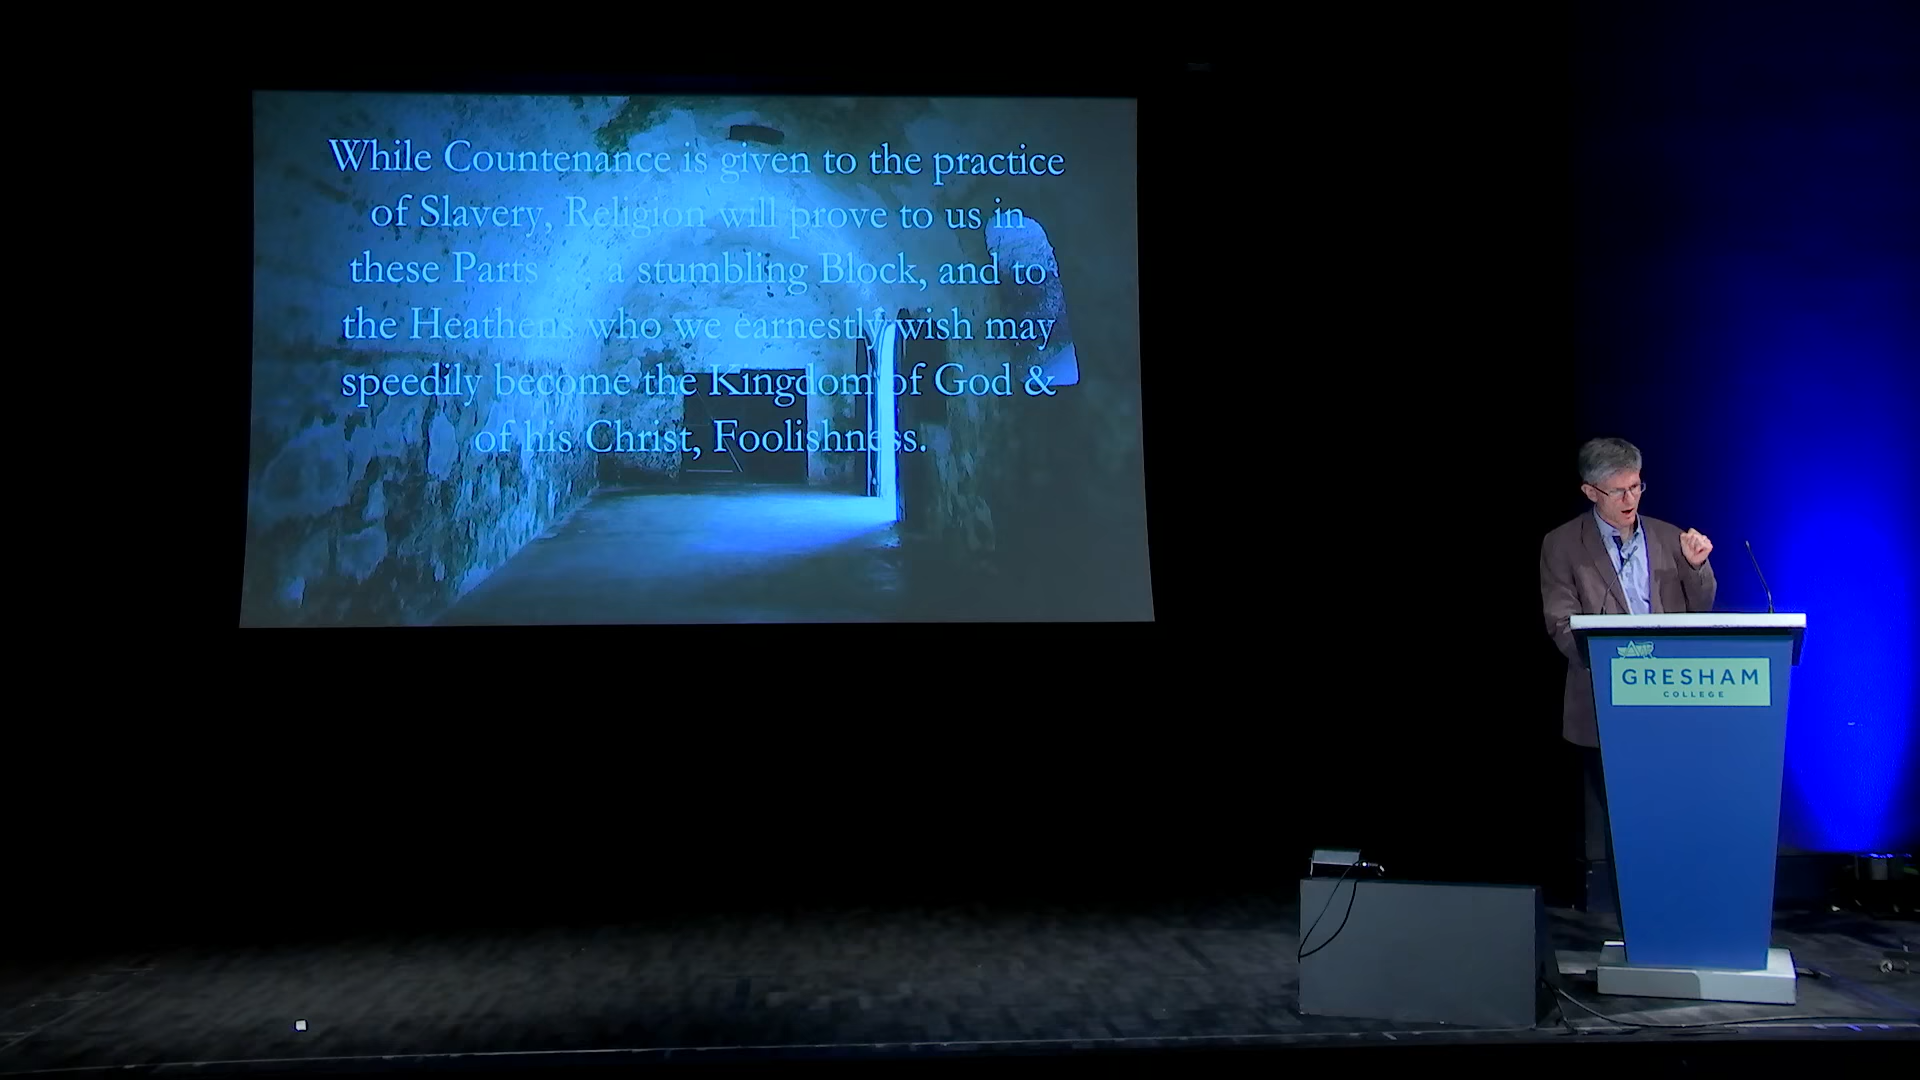 While Countenance is given to the practice
of Slavery, Religion will prove to us in
these Parts a stumbling Block, and to
the Heathens who we earnestly wish may
speedily become the Kingdom of God &
of his Christ, Foolishness.
GRESHAM
COLLEGE